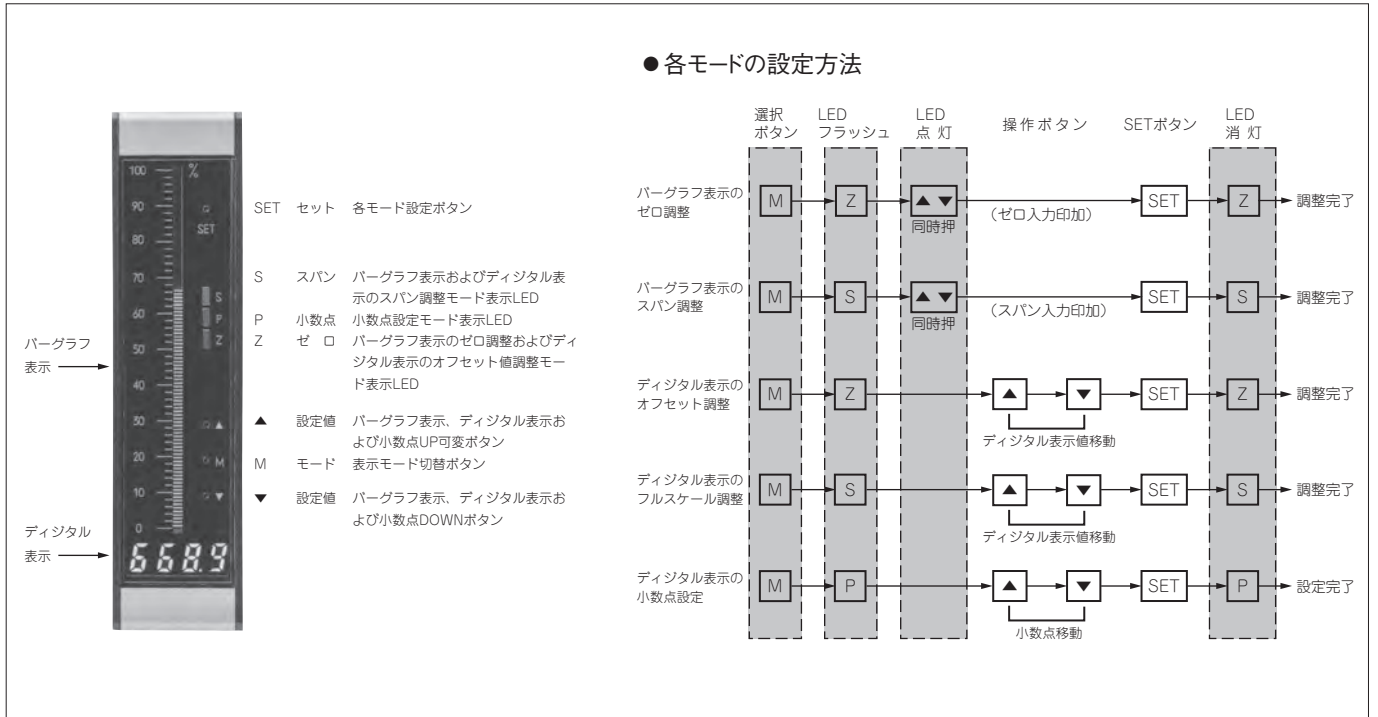 ●各モードの設定方法
100
%
90
SET
80
70
S
60
P
Z
50
40
30
▲
20
M
10
▼
0
668.9
バーグラフ
表示
ディジタル
表示
SET セット 各モード設定ボタン
S スパン バーグラフ表示およびディジタル表
示のスパン調整モード表示LED
P 小数点 小数点設定モード表示LED
Z ゼ ロ バーグラフ表示のゼロ調整およびディ
ジタル表示のオフセット値調整モー
ド表示LED
▲ 設定値 バーグラフ表示、ディジタル表示お
よび小数点UP可変ボタン
M モード 表示モード切替ボタン
▼ 設定値 バーグラフ表示、ディジタル表示お
よび小数点DOWNボタン
選択
ボタン
LED
フラッシュ
LED
点 灯
操作ボタン
SETボタン
LED
消 灯
バーグラフ表示の
ゼロ調整
M Z ▲ ▼ SET Z 調整完了
同時押
(ゼロ入力印加)
バーグラフ表示の
スパン調整
M S ▲ ▼ SET S 調整完了
同時押
(スパン入力印加)
ディジタル表示の
オフセット調整
M Z ▲ ▼ SET Z 調整完了
ディジタル表示値移動
ディジタル表示の
フルスケール調整
M S ▲ ▼ SET S 調整完了
ディジタル表示値移動
ディジタル表示の
小数点設定
M P ▲ ▼ SET P 設定完了
小数点移動